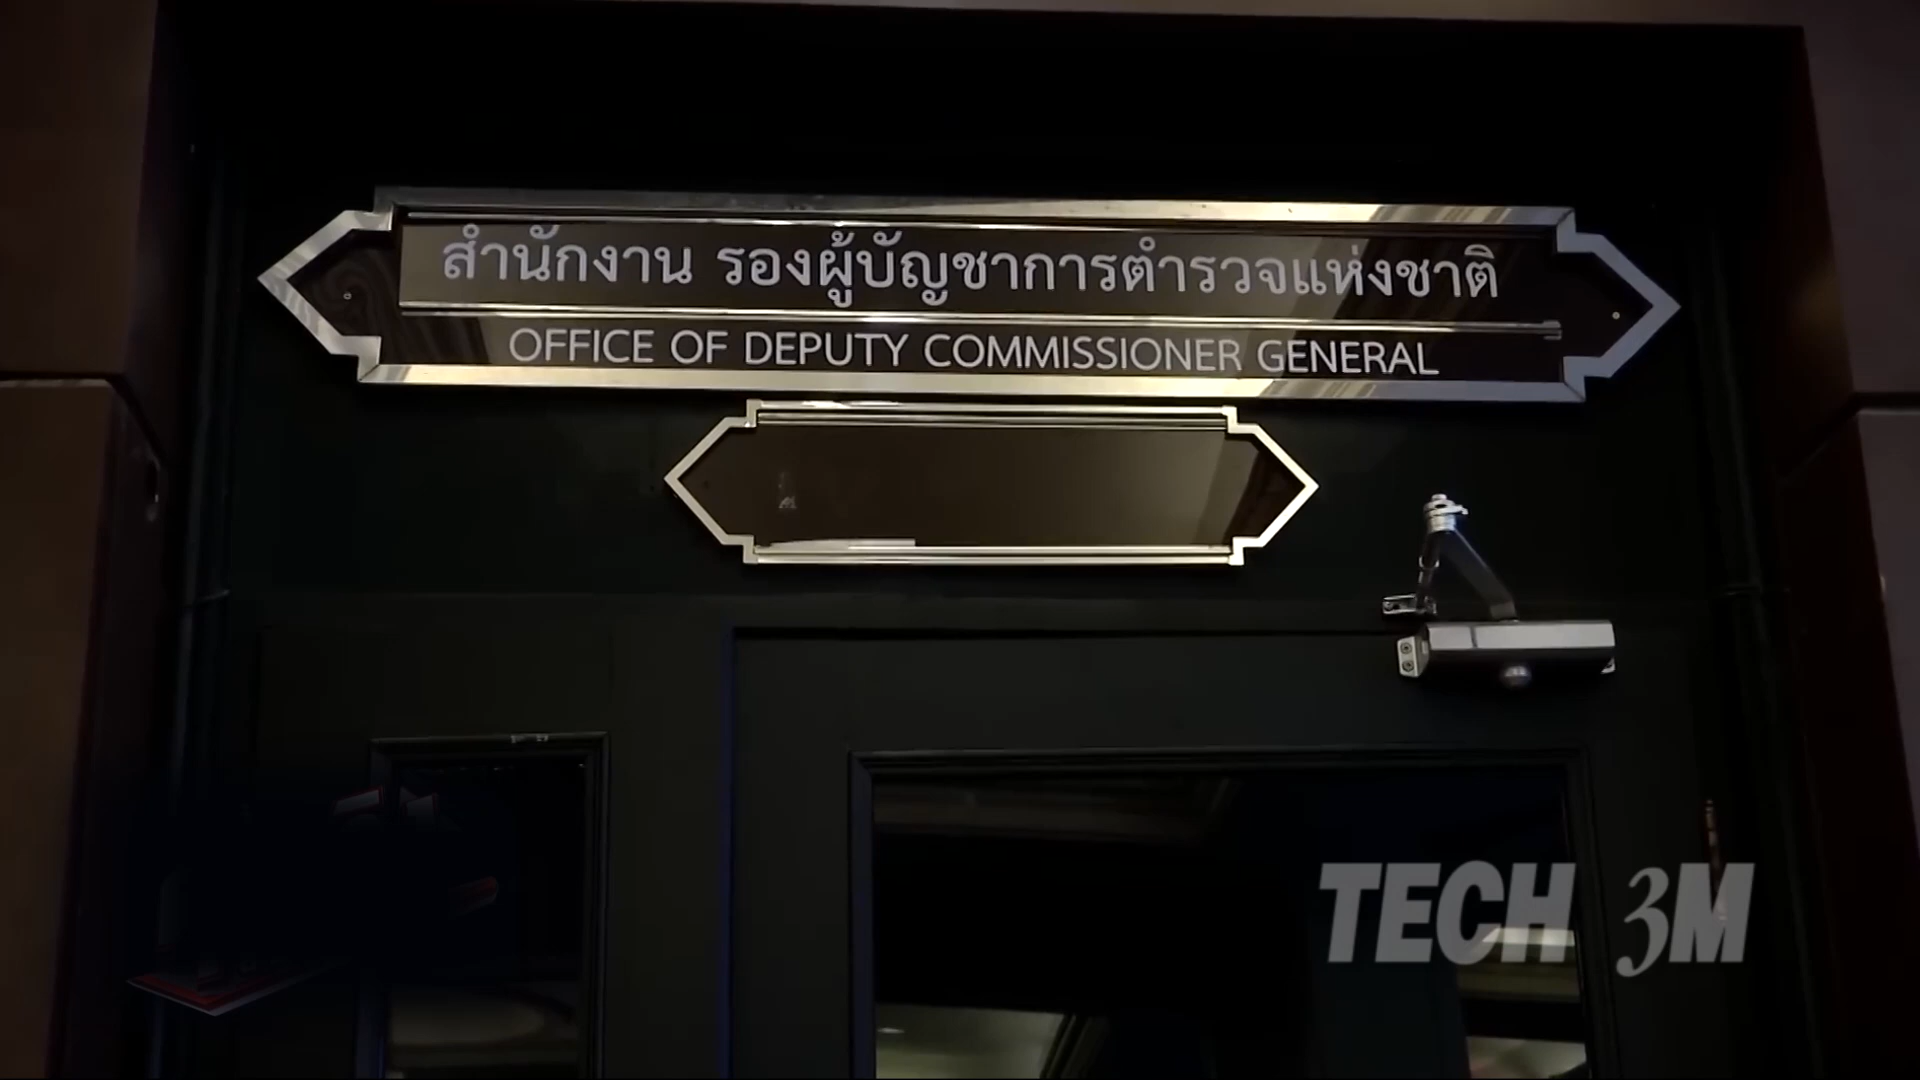 สำนักงาน รองผู้บัญชาการตำรวจแห่งชาติ
OFFICE OF DEPUTY COMMISSIONER GENERAL
TECH 3M